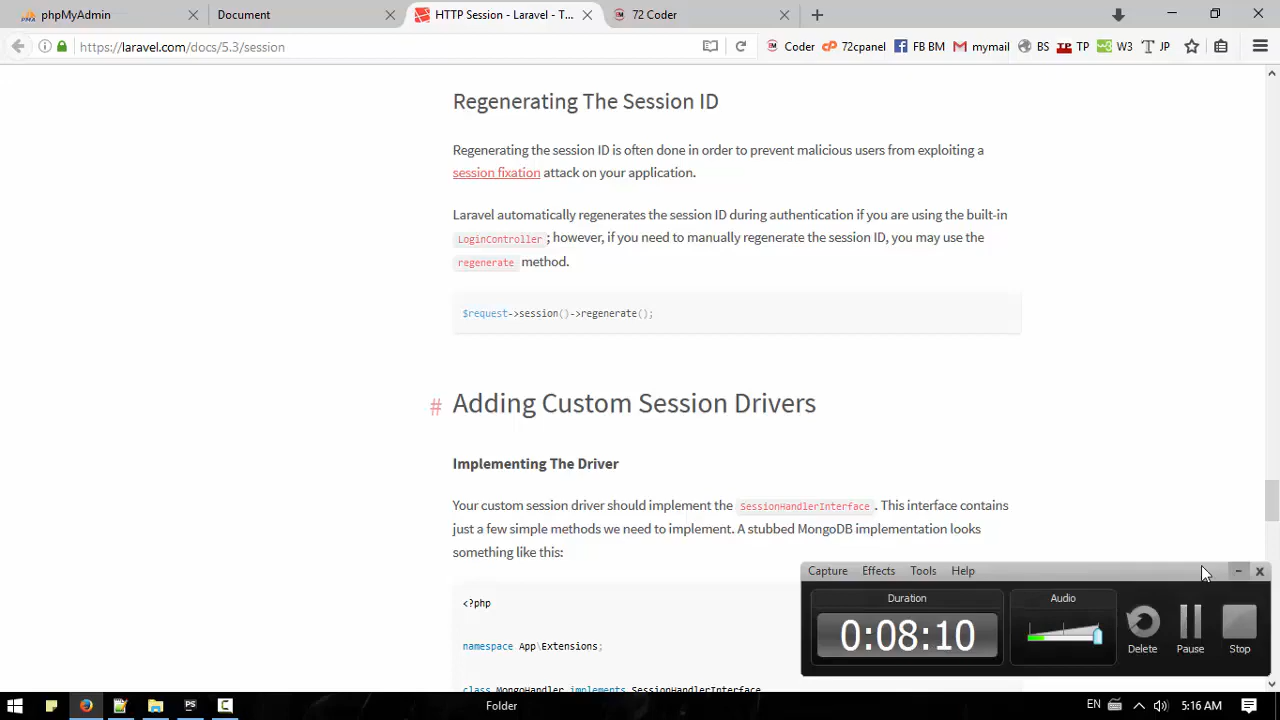 phpMyAdmin
Document
HTTP Session - Laravel - T...
72 Coder
https://laravel.com/docs/5.3/session
Coder
72cpanel
FB BM
mymail
BS
TP
W3
JP
Regenerating The Session ID
Regenerating the session ID is often done in order to prevent malicious users from exploiting a
session fixation attack on your application.
Laravel automatically regenerates the session ID during authentication if you are using the built-in
LoginController ; however, if you need to manually regenerate the session ID, you may use the
regenerate method.
$request->session()->regenerate();
# Adding Custom Session Drivers
Implementing The Driver
Your custom session driver should implement the SessionHandlerInterface . This interface contains
just a few simple methods we need to implement. A stubbed MongoDB implementation looks
something like this:
<?php
namespace App\Extensions;
class MongoHandler implements SessionHandlerInterface
Capture Effects Tools Help
Duration
0:08:10
Audio
Delete
Pause
Stop
Folder
EN
5:16 AM